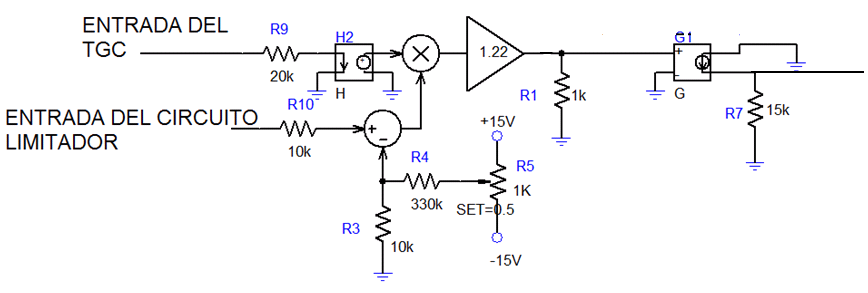 ENTRADA DEL
TGC
R9
20k
H2
H
1.22
R1
1k
G1
G
R7
15k
ENTRADA DEL CIRCUITO
LIMITADOR
R10
10k
+15V
R4
330k
R5
1K
SET=0.5
-15V
R3
10k